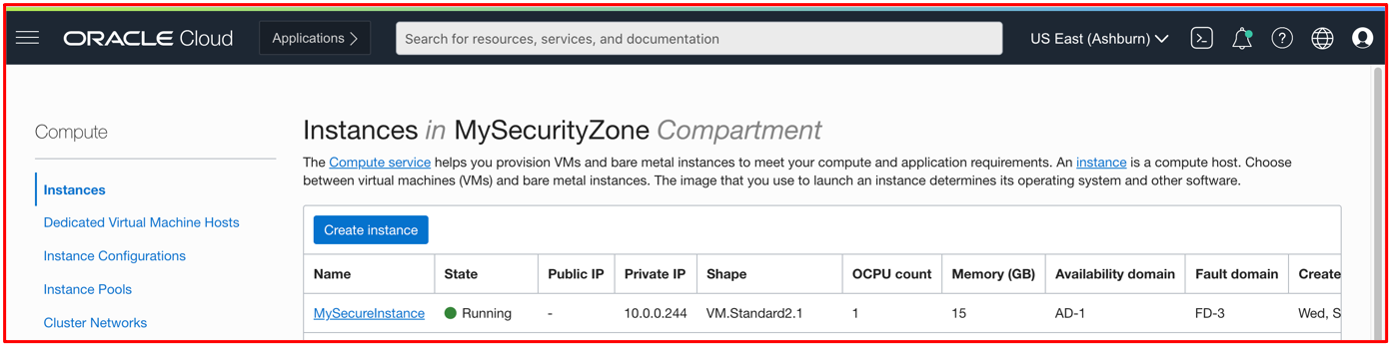 ORACLE Cloud Applications > Search for resources, services, and documentation US East (Ashburn)
Compute
Instances
Dedicated Virtual Machine Hosts
Instance Configurations
Instance Pools
Cluster Networks
Instances in MySecurityZone Compartment
The Compute service helps you provision VMs and bare metal instances to meet your compute and application requirements. An instance is a compute host. Choose
between virtual machines (VMs) and bare metal instances. The image that you use to launch an instance determines its operating system and other software.
Create instance
Name State Public IP Private IP Shape OCPU count Memory (GB) Availability domain Fault domain Create
MySecureInstance Running - 10.0.0.244 VM.Standard2.1 1 15 AD-1 FD-3 Wed, S